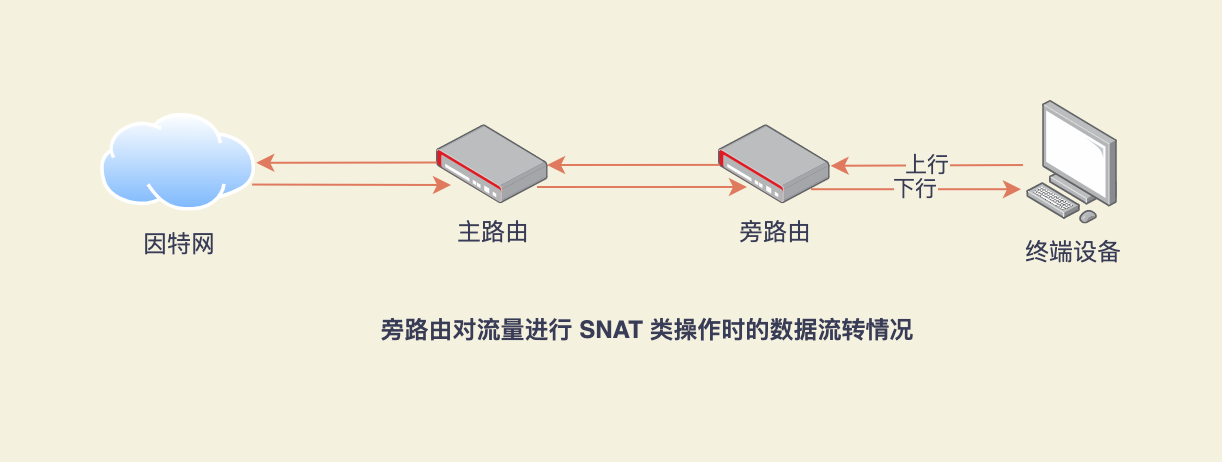 上行
下行
因特网
主路由
旁路由
终端设备
旁路由对流量进行 SNAT 类操作时的数据流转情况